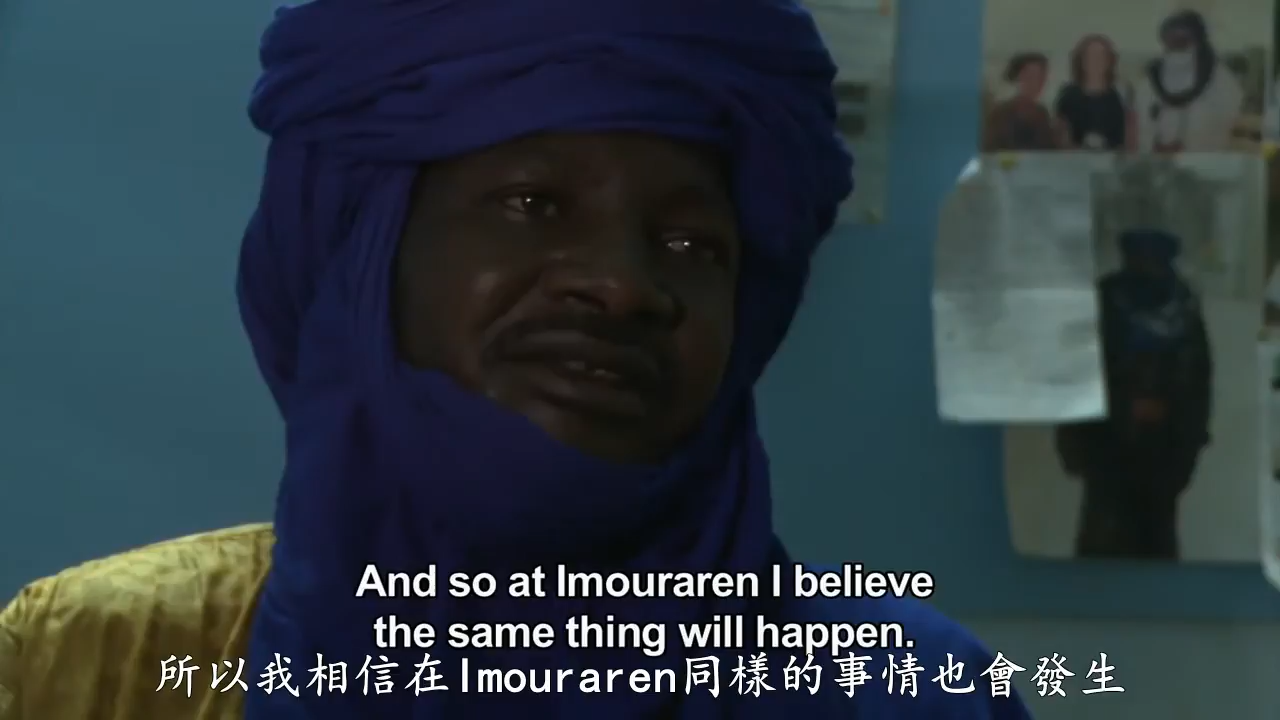 And so at Imouraren I believe
the same thing will happen.
所以我相信在Imouraren同樣的事情也會發生